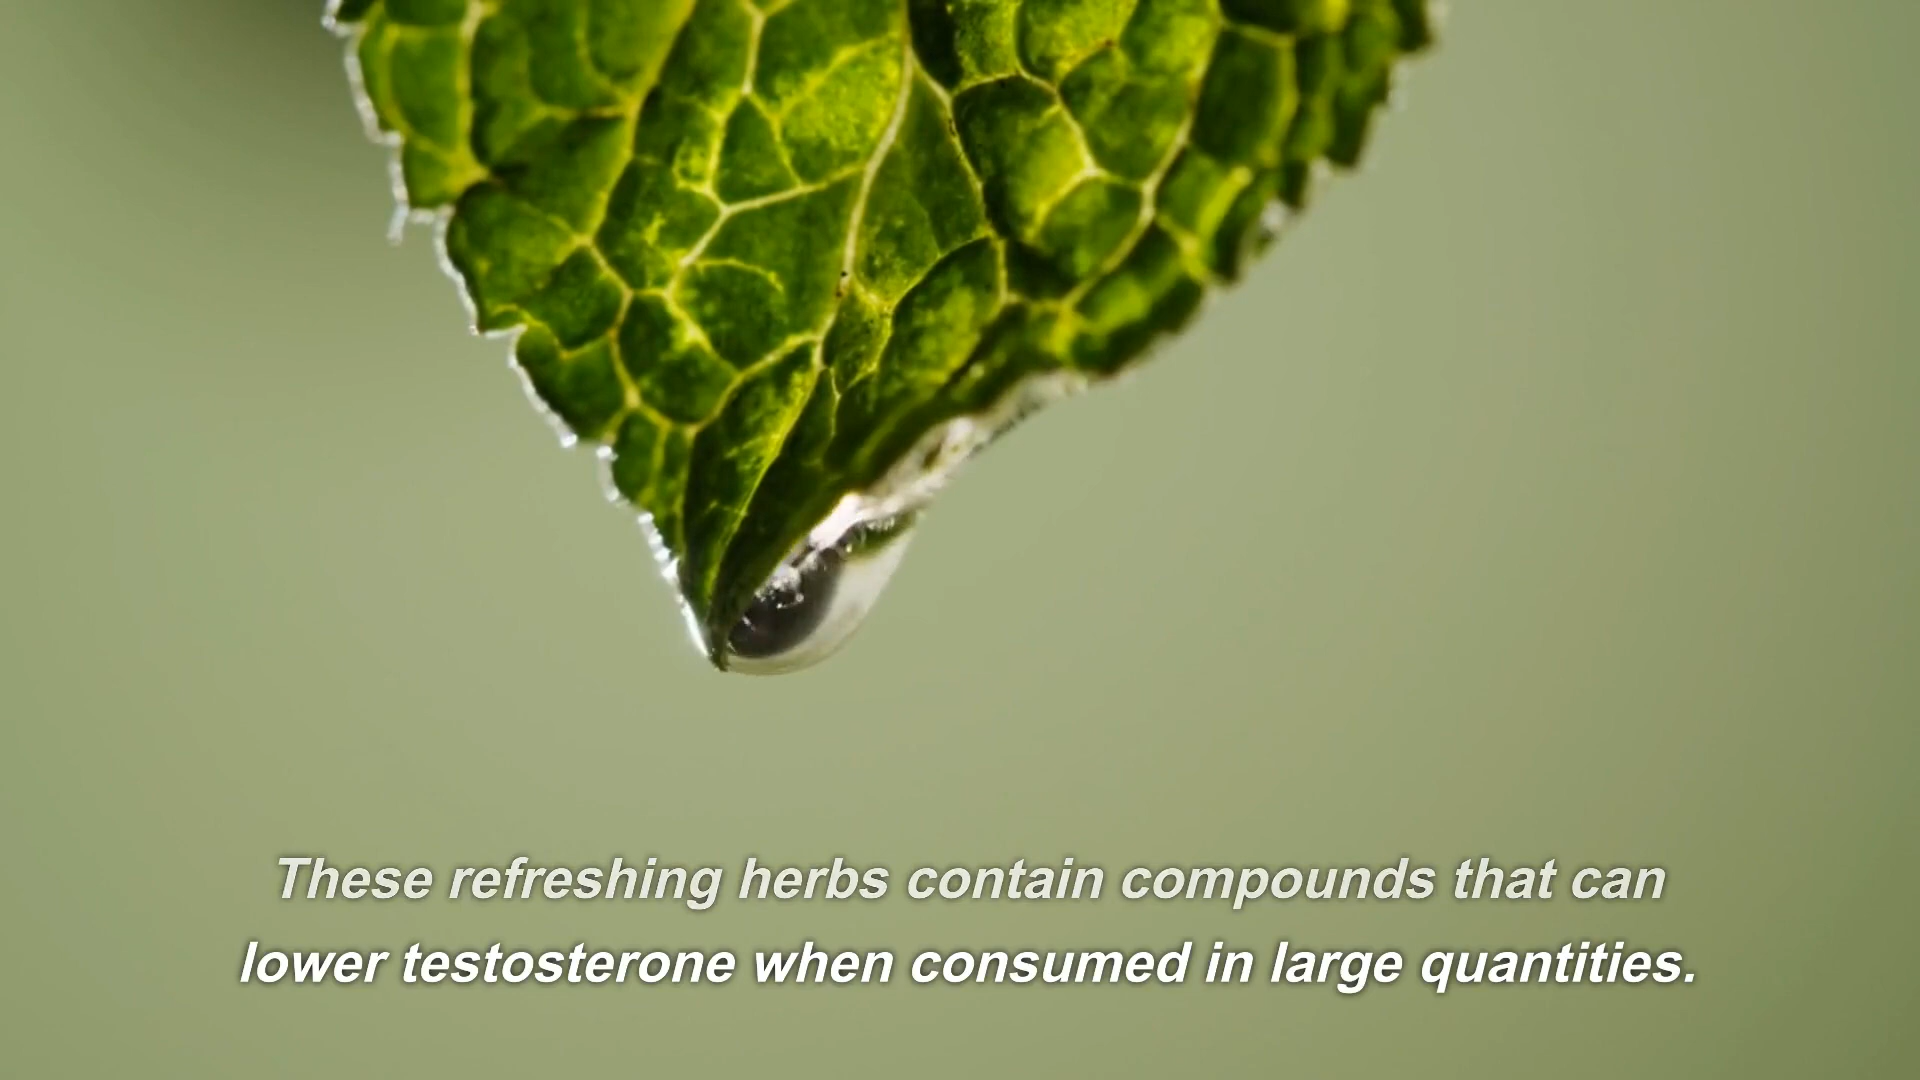 These refreshing herbs contain compounds that can
lower testosterone when consumed in large quantities.